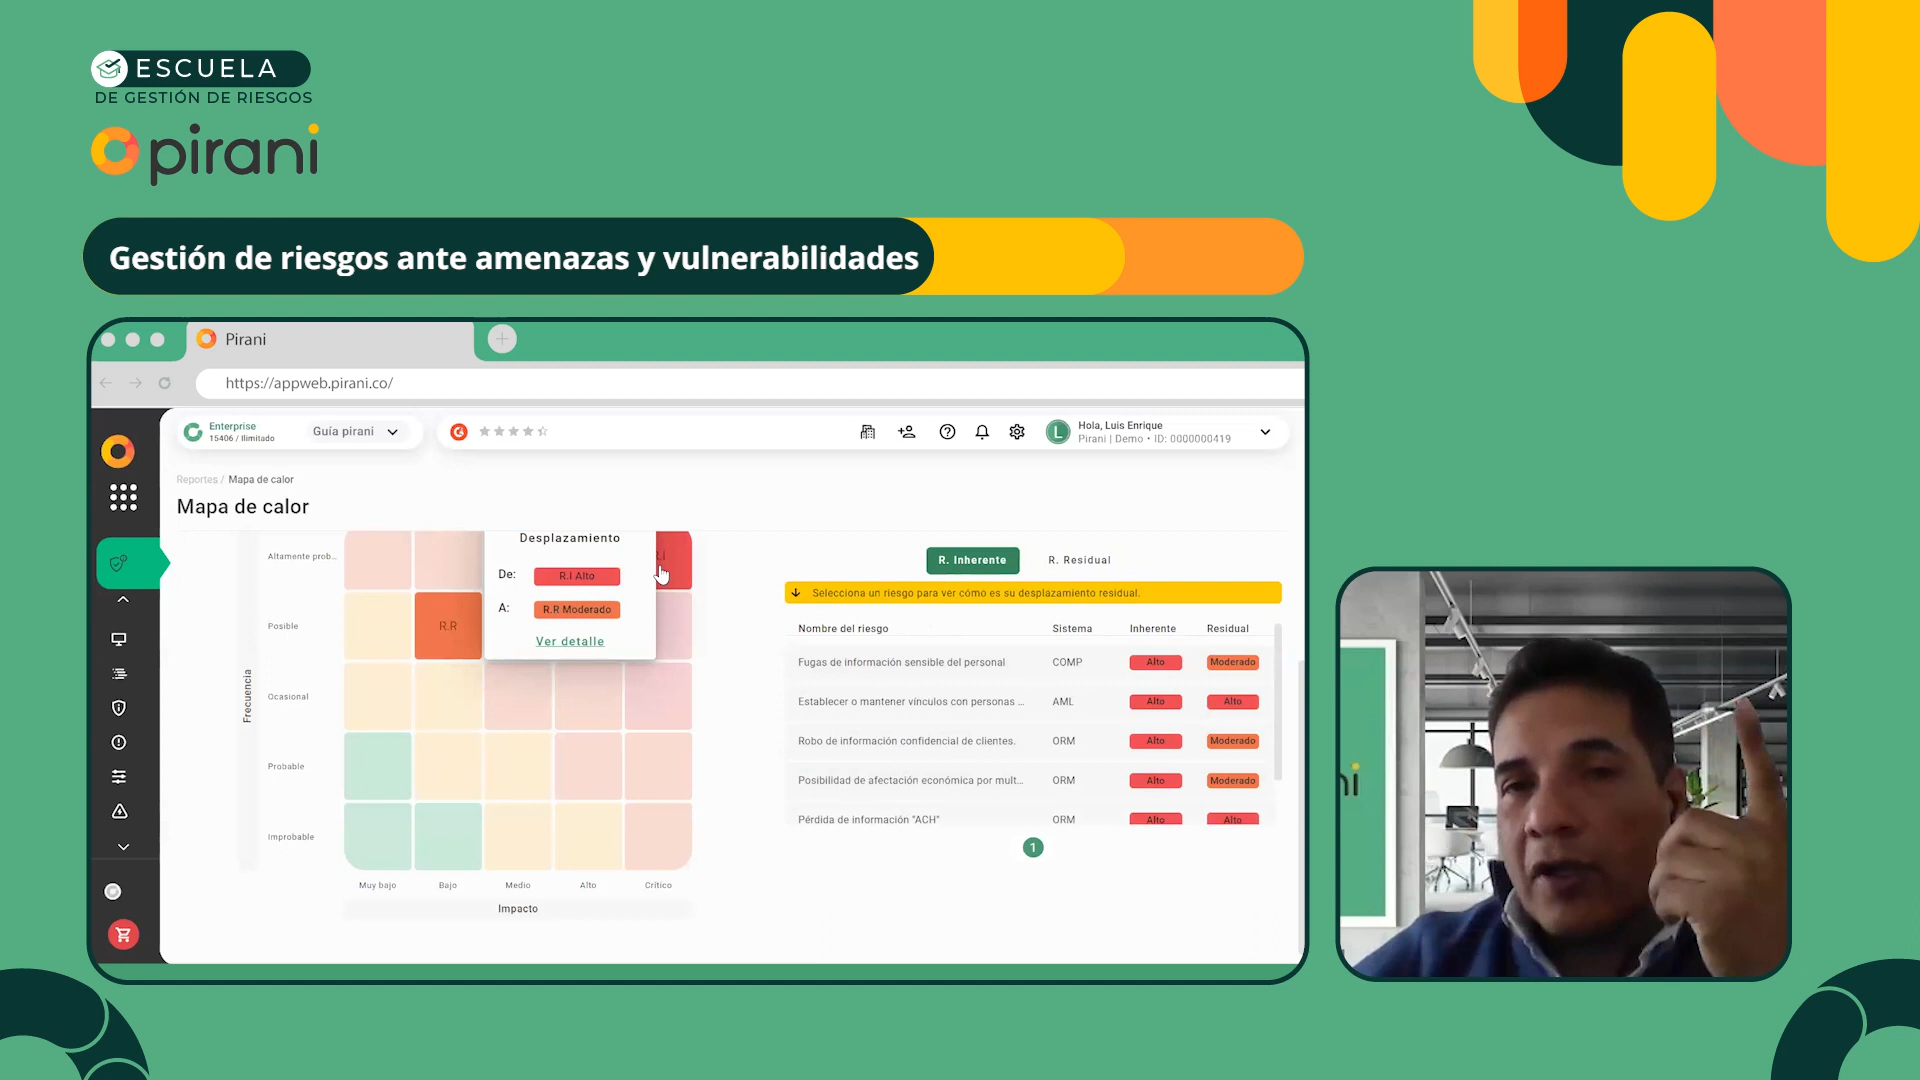 ESCUELA
DE GESTIÓN DE RIESGOS
pirani
Gestión de riesgos ante amenazas y vulnerabilidades
Pirani
https://appweb.pirani.co/
Enterprise
15406 / Ilimitado
Guía pirani
Hola, Luis Enrique
Pirani | Demo • ID: 0000000419
L
Reportes / Mapa de calor
Mapa de calor
Frecuencia
Altamente prob...
Posible
Ocasional
Probable
Improbable
R.R
Desplazamiento
De: R.I Alto
A: R.R Moderado
Ver detalle
Muy bajo Bajo Medio Alto Crítico
Impacto
R. Inherente R. Residual
Selecciona un riesgo para ver cómo es su desplazamiento residual.
Nombre del riesgo Sistema Inherente Residual
Fugas de información sensible del personal COMP Alto Moderado
Establecer o mantener vínculos con personas ... AML Alto Alto
Robo de información confidencial de clientes. ORM Alto Moderado
Posibilidad de afectación económica por mult... ORM Alto Moderado
Pérdida de información "ACH" ORM Alto Alto
1